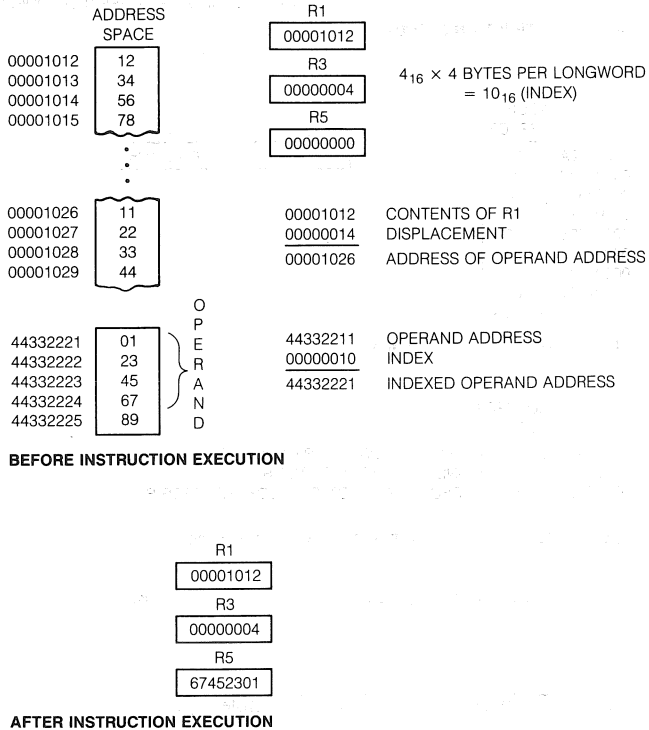 ADDRESS
SPACE
00001012 12
00001013 34
00001014 56
00001015 78
R1
00001012
R3
00000004
R5
00000000
4₁₆ × 4 BYTES PER LONGWORD
= 10₁₆ (INDEX)
00001026 11
00001027 22
00001028 33
00001029 44
00001012 CONTENTS OF R1
00000014 DISPLACEMENT
00001026 ADDRESS OF OPERAND ADDRESS
44332221 01
44332222 23
44332223 45
44332224 67
44332225 89
OPERAND
44332211 OPERAND ADDRESS
00000010 INDEX
44332221 INDEXED OPERAND ADDRESS
BEFORE INSTRUCTION EXECUTION
R1
00001012
R3
00000004
R5
67452301
AFTER INSTRUCTION EXECUTION